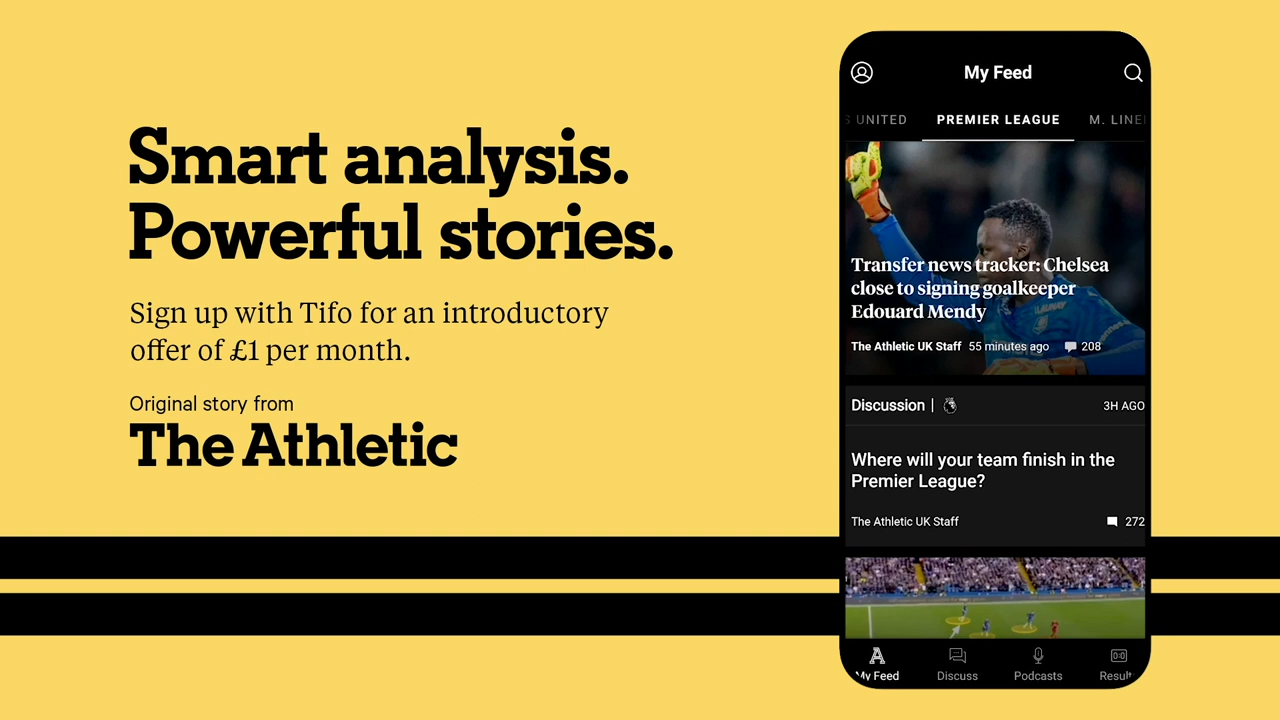 Smart analysis.
Powerful stories.
Sign up with Tifo for an introductory
offer of £1 per month.
Original story from
The Athletic
My Feed
S UNITED
PREMIER LEAGUE
M. LINE
Transfer news tracker: Chelsea
close to signing goalkeeper
Edouard Mendy
The Athletic UK Staff 55 minutes ago 208
Discussion |
3H AGO
Where will your team finish in the
Premier League?
The Athletic UK Staff
272
My Feed
Discuss
Podcasts
Result